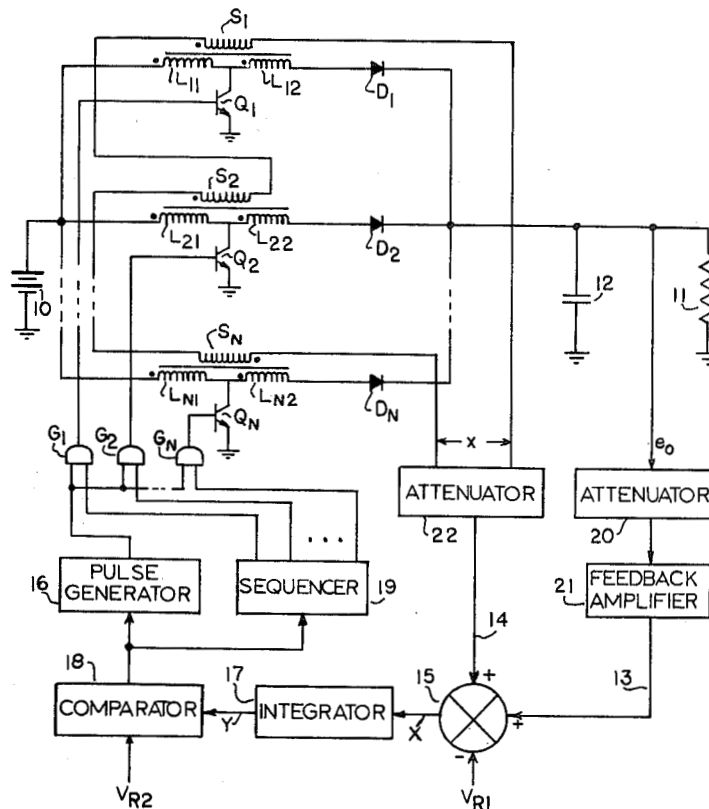 S1
L11
L12
D1
Q1
S2
L21
L22
D2
Q2
10
12
11
SN
LN1
LN2
DN
QN
G1
G2
GN
x
e0
ATTENUATOR
22
ATTENUATOR
20
PULSE
GENERATOR
16
SEQUENCER
19
...
FEEDBACK
AMPLIFIER
21
14
13
18
COMPARATOR
17
INTEGRATOR
Y
15
X
+
+
-
VR2
VR1